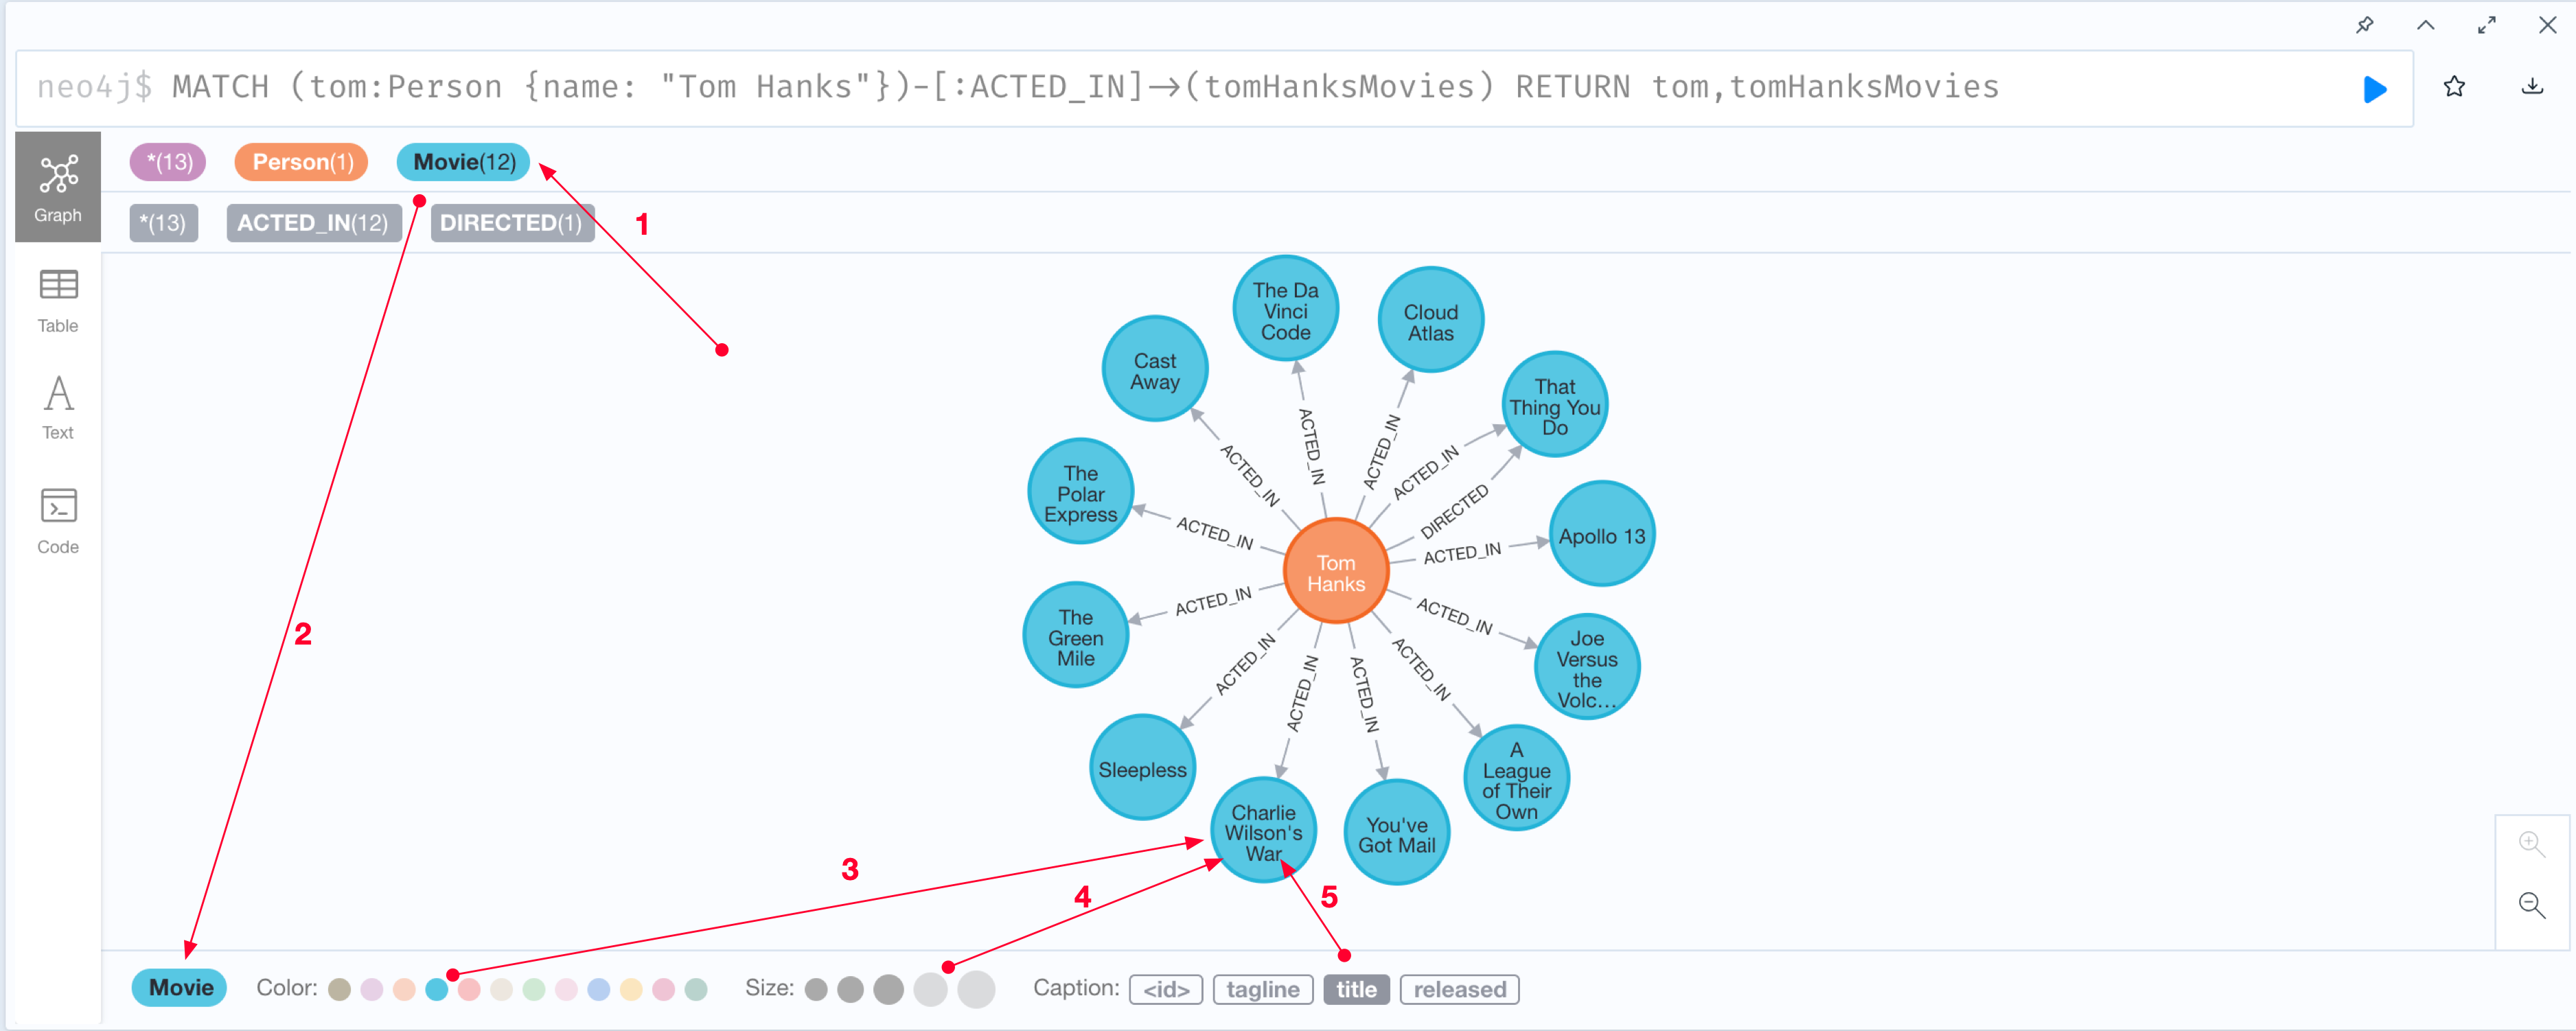 neo4j$ MATCH (tom:Person {name: "Tom Hanks"})-[:ACTED_IN]->(tomHanksMovies) RETURN tom,tomHanksMovies
*(13) Person(1) Movie(12)
*(13) ACTED_IN(12) DIRECTED(1)
Graph
Table
Text
Code
1
2
3
4
5
The Da
Vinci
Code
Cloud
Atlas
Cast
Away
That
Thing You
Do
The
Polar
Express
Apollo 13
Tom
Hanks
The
Green
Mile
Joe
Versus
the
Volc...
Sleepless
A
League
of Their
Own
Charlie
Wilson's
War
You've
Got Mail
ACTED_IN
ACTED_IN
ACTED_IN
ACTED_IN
DIRECTED
ACTED_IN
ACTED_IN
ACTED_IN
ACTED_IN
ACTED_IN
ACTED_IN
ACTED_IN
ACTED_IN
Movie Color: Size: Caption: <id> tagline title released